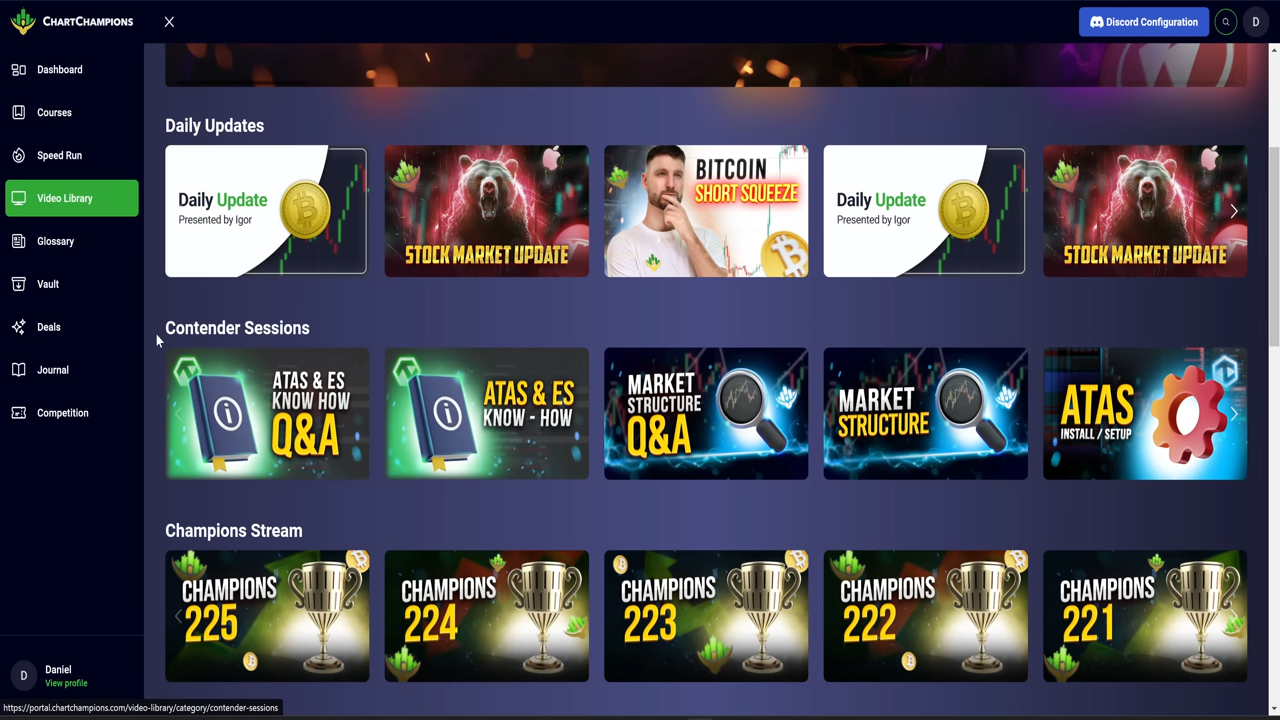 CHARTCHAMPIONS
Discord Configuration
D
Dashboard
Courses
Speed Run
Video Library
Glossary
Vault
Deals
Journal
Competition
Daily Updates
Daily Update
Presented by Igor
STOCK MARKET UPDATE
BITCOIN
SHORT SQUEEZE
Daily Update
Presented by Igor
STOCK MARKET UPDATE
Contender Sessions
ATAS & ES
KNOW HOW
Q&A
ATAS & ES
KNOW - HOW
MARKET
STRUCTURE
Q&A
MARKET
STRUCTURE
ATAS
INSTALL / SETUP
Champions Stream
CHAMPIONS
225
CHAMPIONS
224
CHAMPIONS
223
CHAMPIONS
222
CHAMPIONS
221
D
Daniel
View profile
https://portal.chartchampions.com/video-library/category/contender-sessions